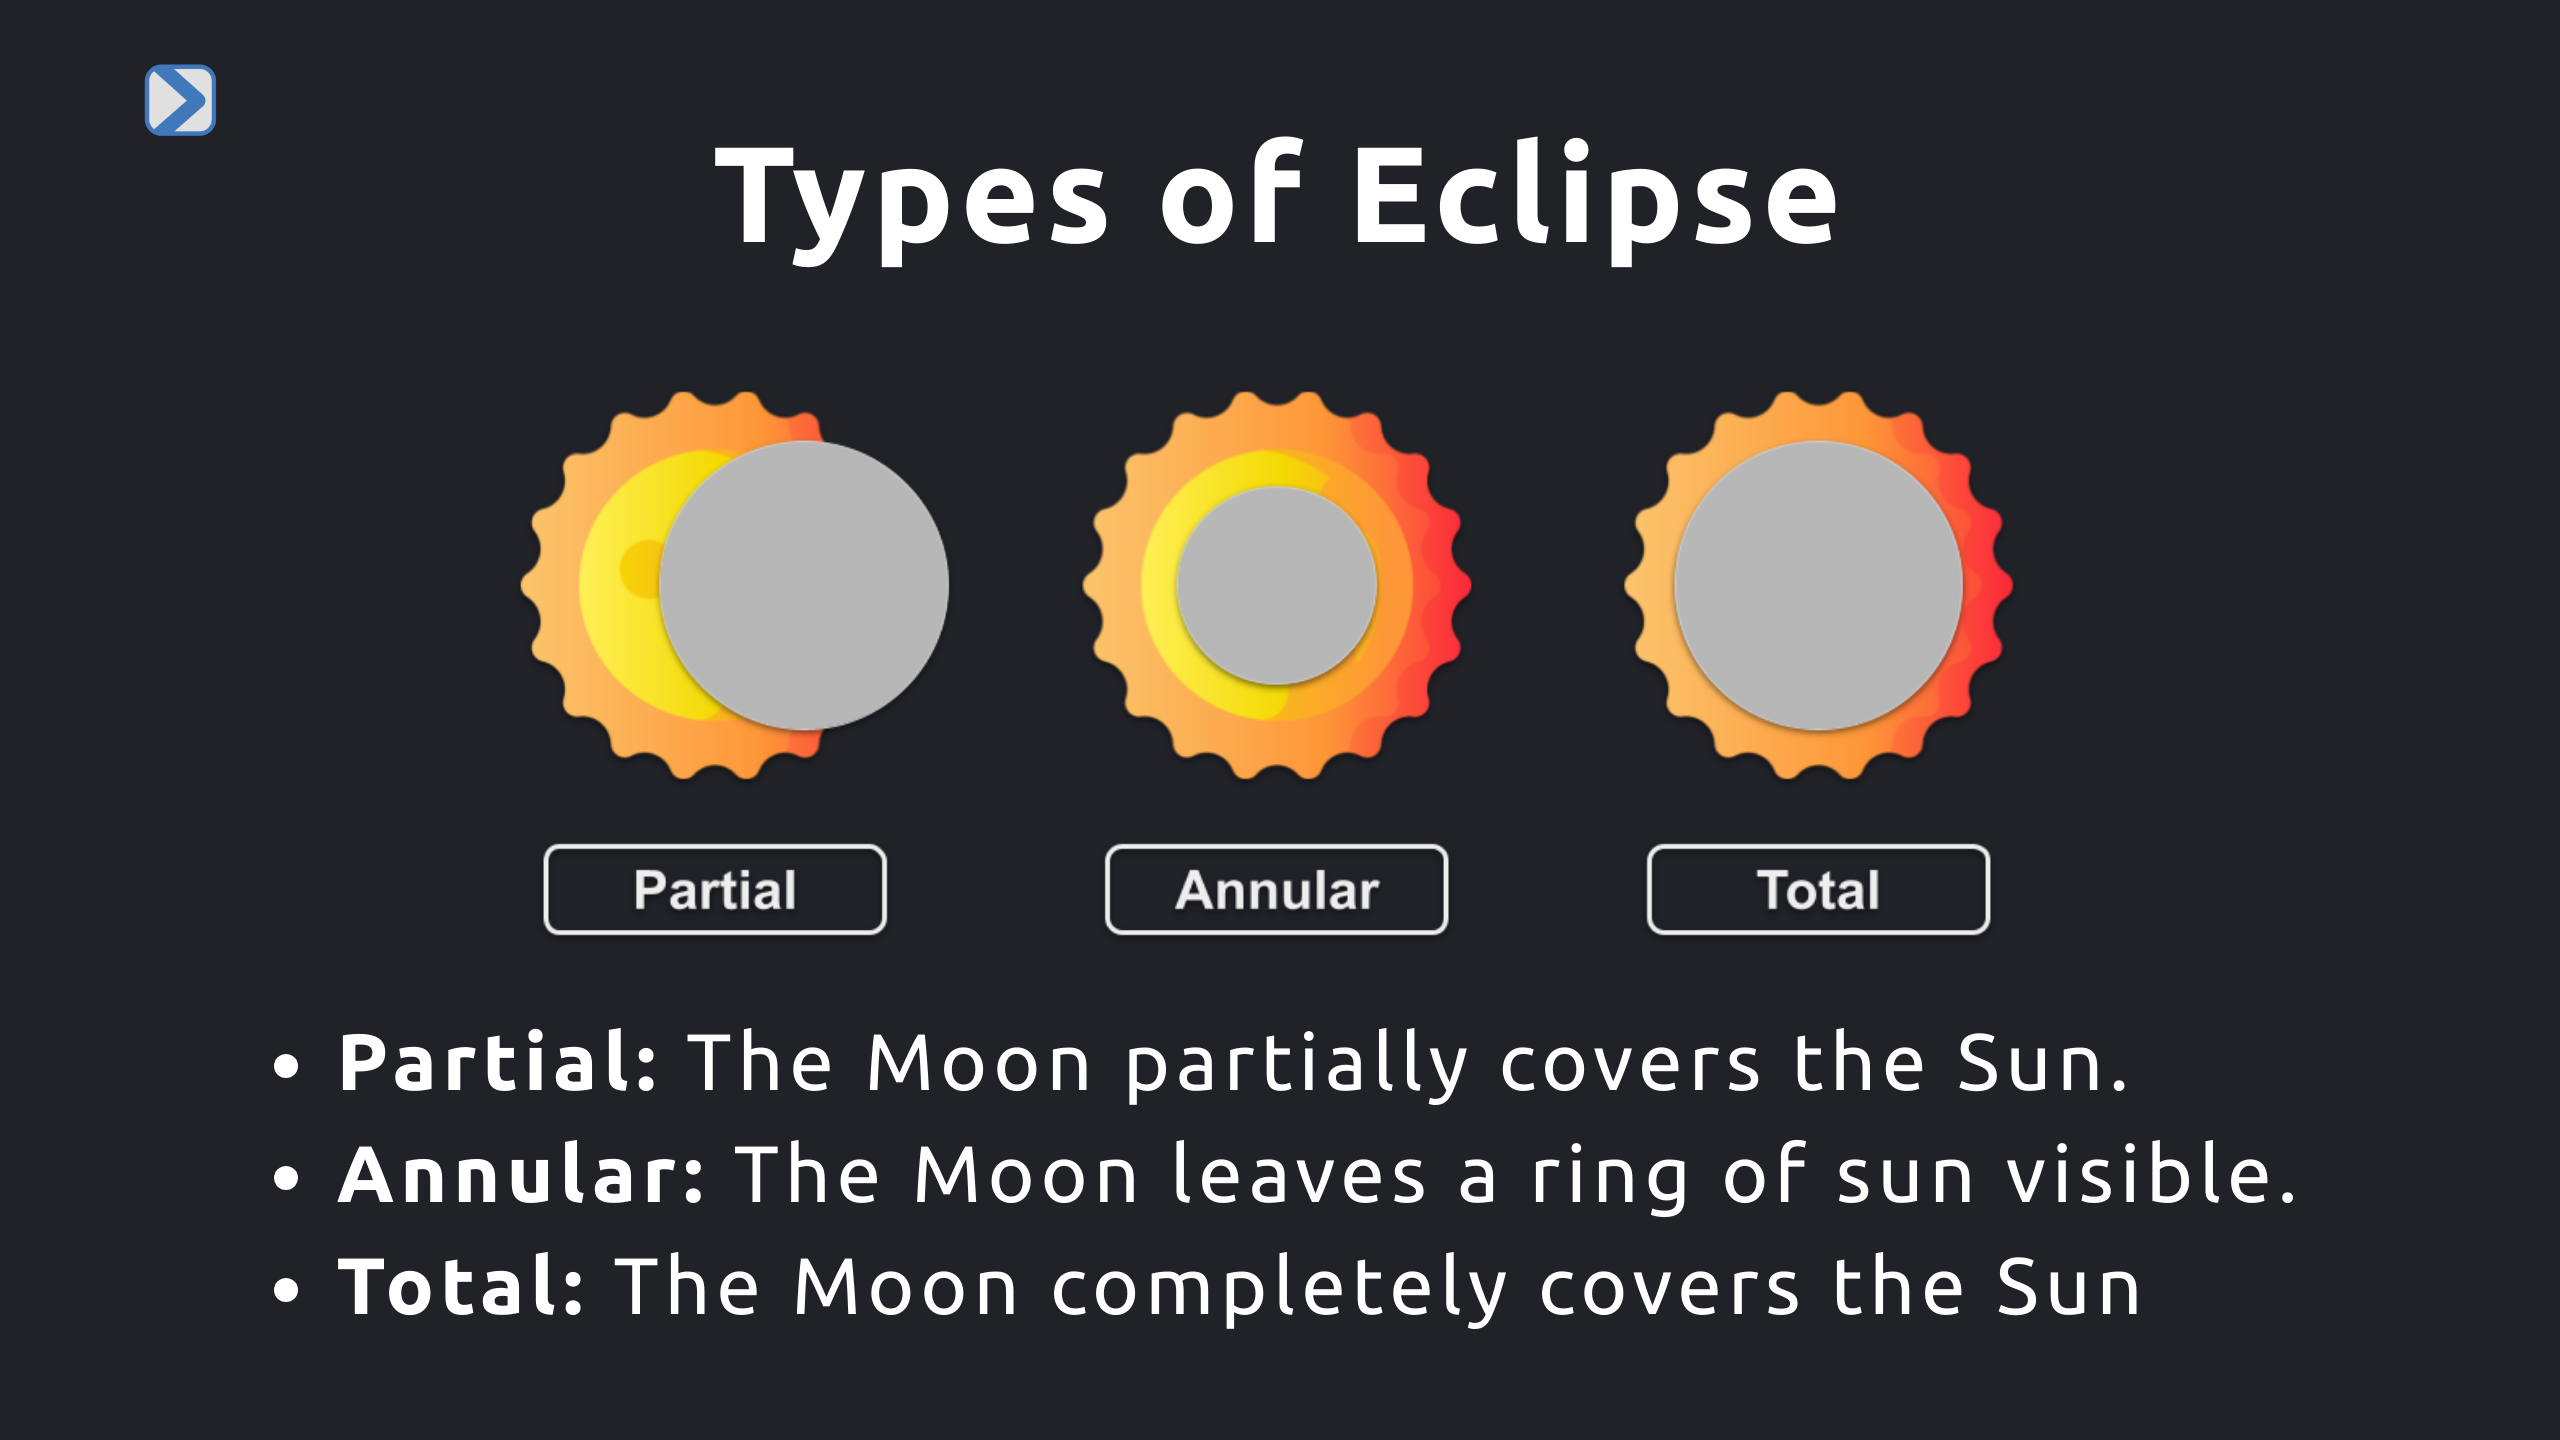 Types of Eclipse
Partial
Annular
Total
• Partial: The Moon partially covers the Sun.
• Annular: The Moon leaves a ring of sun visible.
• Total: The Moon completely covers the Sun